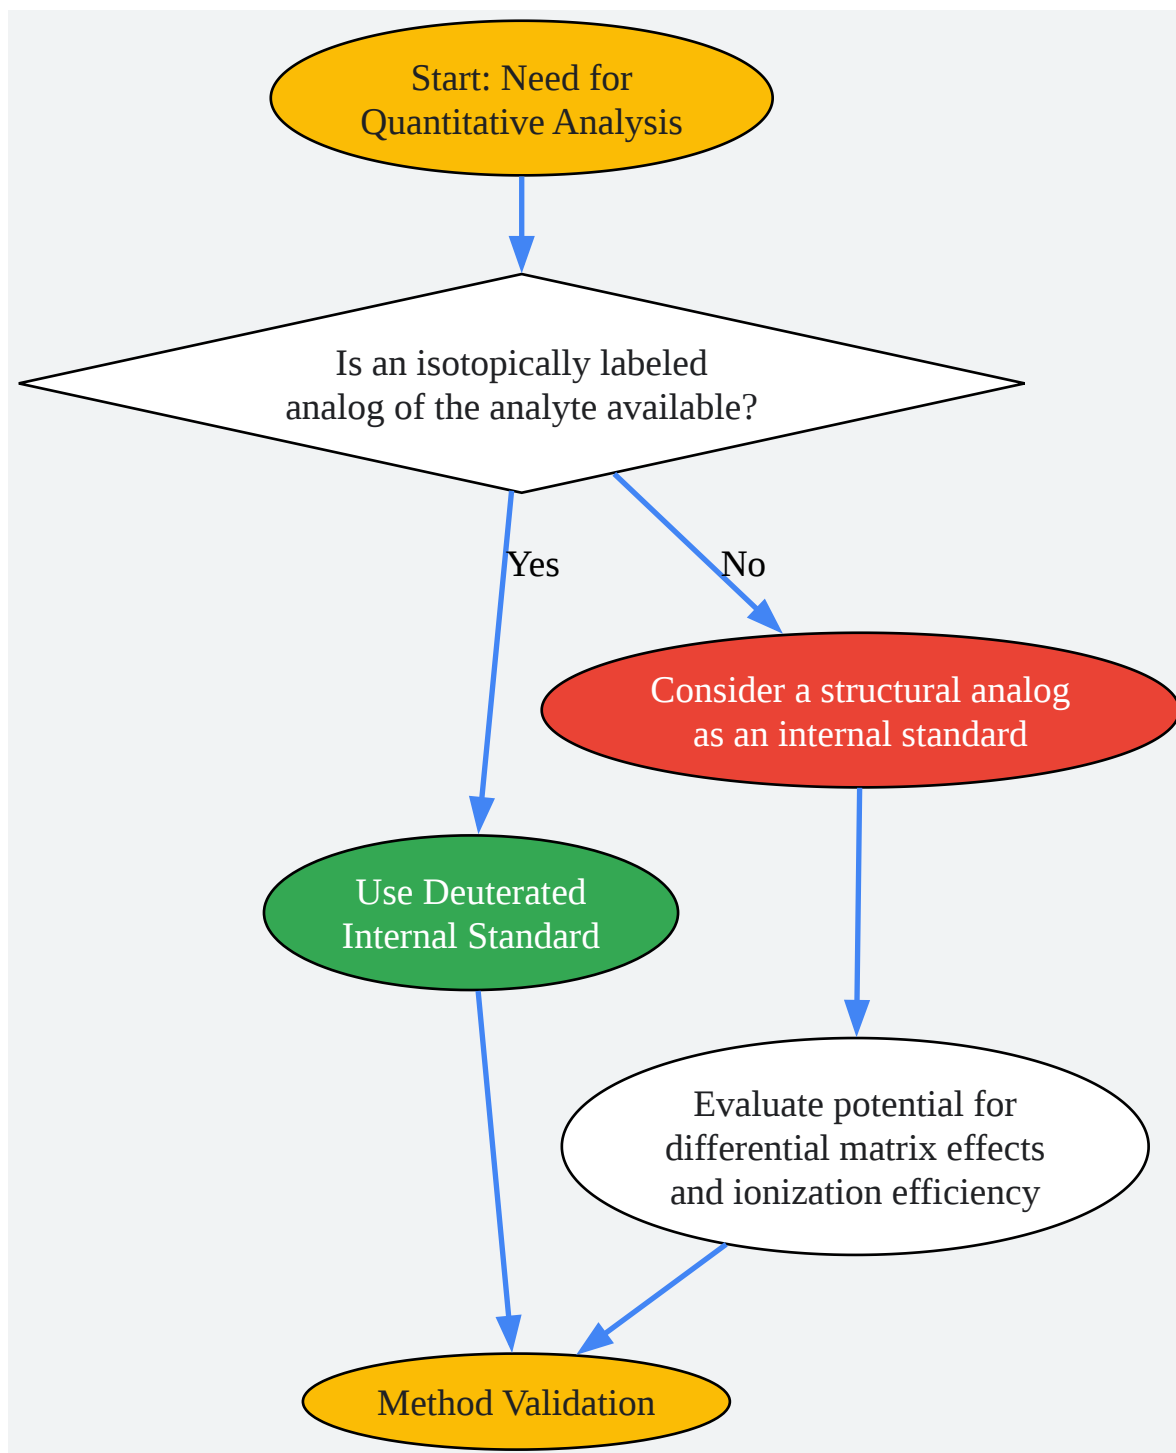 Start: Need for
Quantitative Analysis
Is an isotopically labeled
analog of the analyte available?
Yes
No
Consider a structural analog
as an internal standard
Use Deuterated
Internal Standard
Evaluate potential for
differential matrix effects
and ionization efficiency
Method Validation